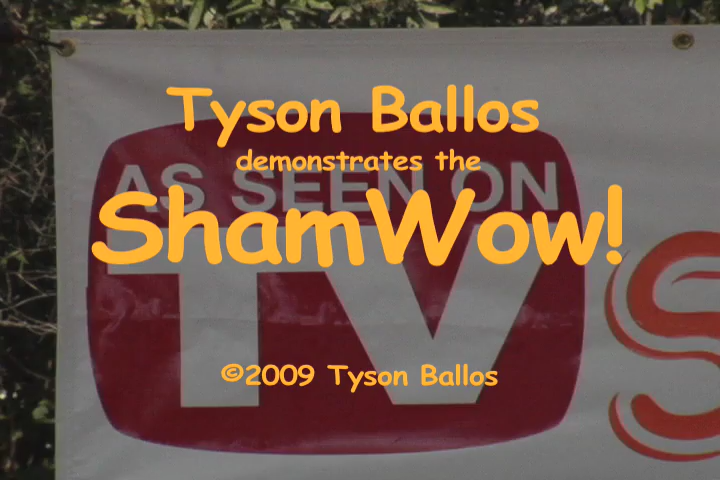 Tyson Ballos
demonstrates the
AS SEEN ON
ShamWow!
TV
S
©2009 Tyson Ballos